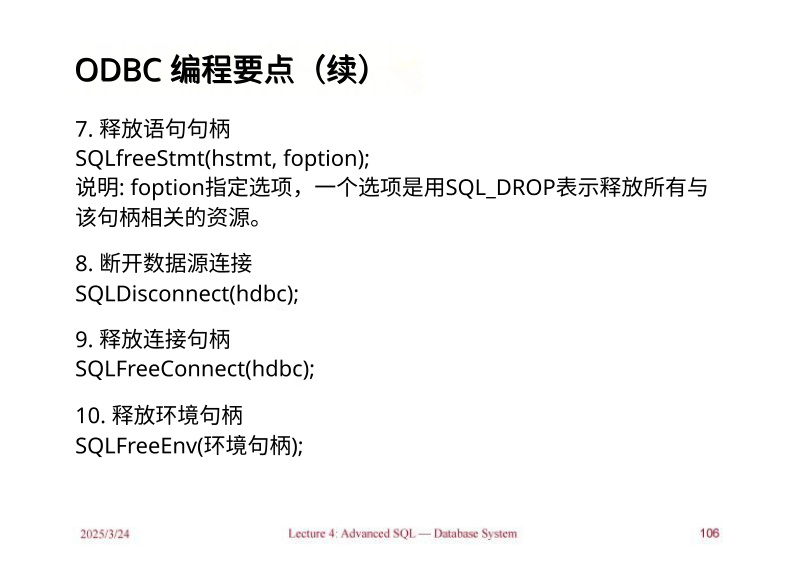 ODBC 编程要点（续）
7. 释放语句句柄
SQLfreeStmt(hstmt, foption);
说明: foption指定选项，一个选项是用SQL_DROP表示释放所有与
该句柄相关的资源。
8. 断开数据源连接
SQLDisconnect(hdbc);
9. 释放连接句柄
SQLFreeConnect(hdbc);
10. 释放环境句柄
SQLFreeEnv(环境句柄);
2025/3/24 Lecture 4: Advanced SQL — Database System 106